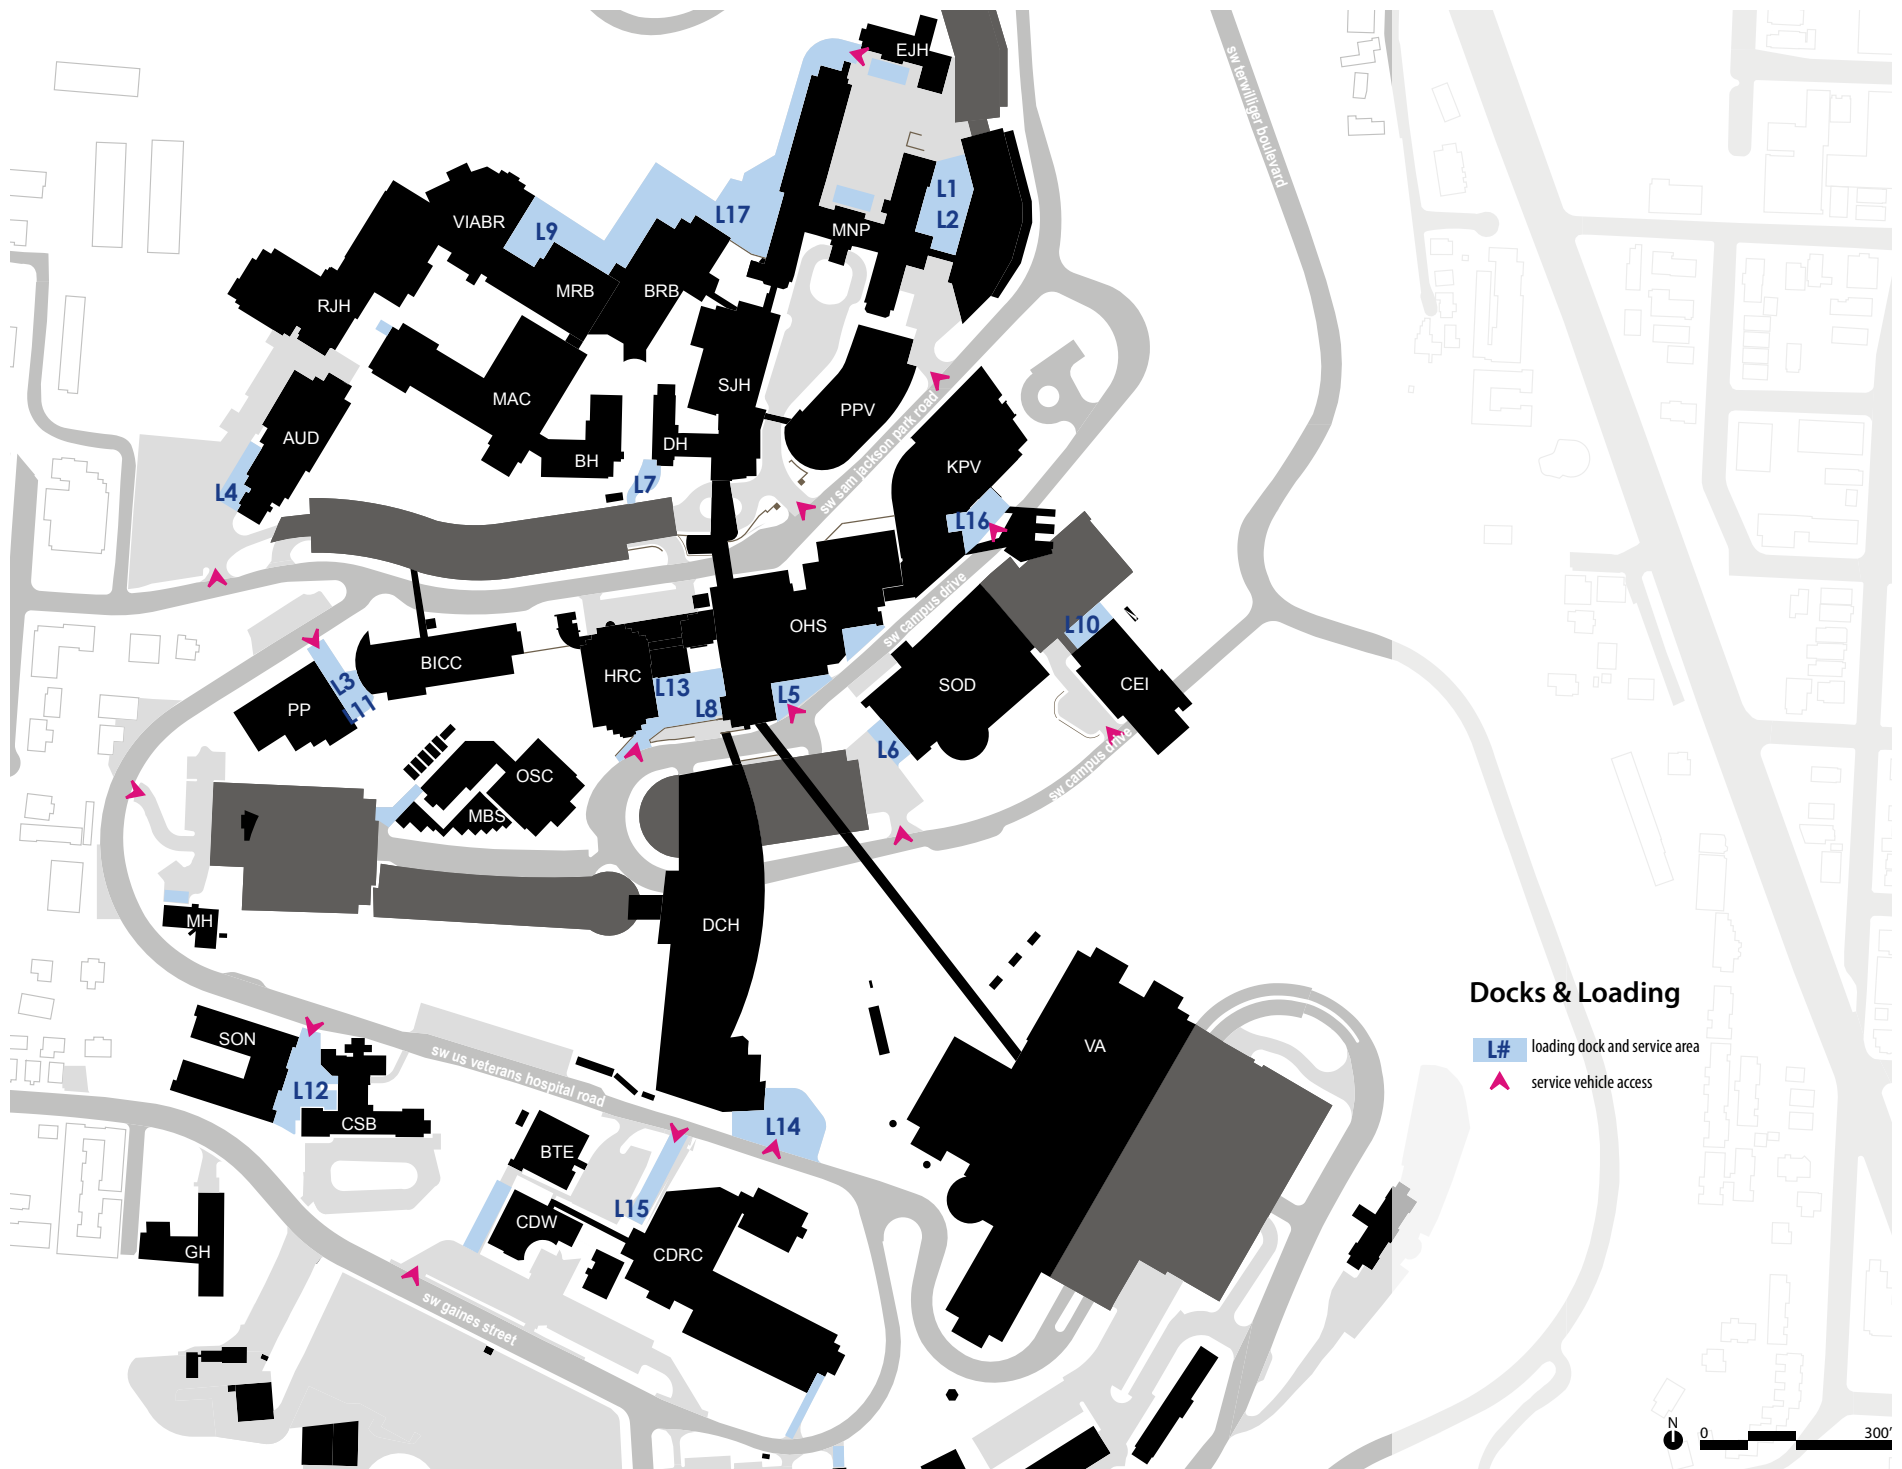 EJH
sw terwilliger boulevard
L1
L17
L2
VIABR
L9
MNP
MRB
BRB
RJH
SJH
MAC
PPV
AUD
DH
BH
KPV
L7
L4
sw sam jackson park road
L16
sw campus drive
L10
OHS
BICC
HRC
L3
L13
SOD
CEI
L5
PP
L11
L8
L6
OSC
sw campus drive
MBS
MH
DCH
Docks & Loading
SON
VA
L#
loading dock and service area
sw us veterans hospital road
service vehicle access
L12
CSB
L14
BTE
L15
CDW
GH
CDRC
sw gaines street
N
0
300'